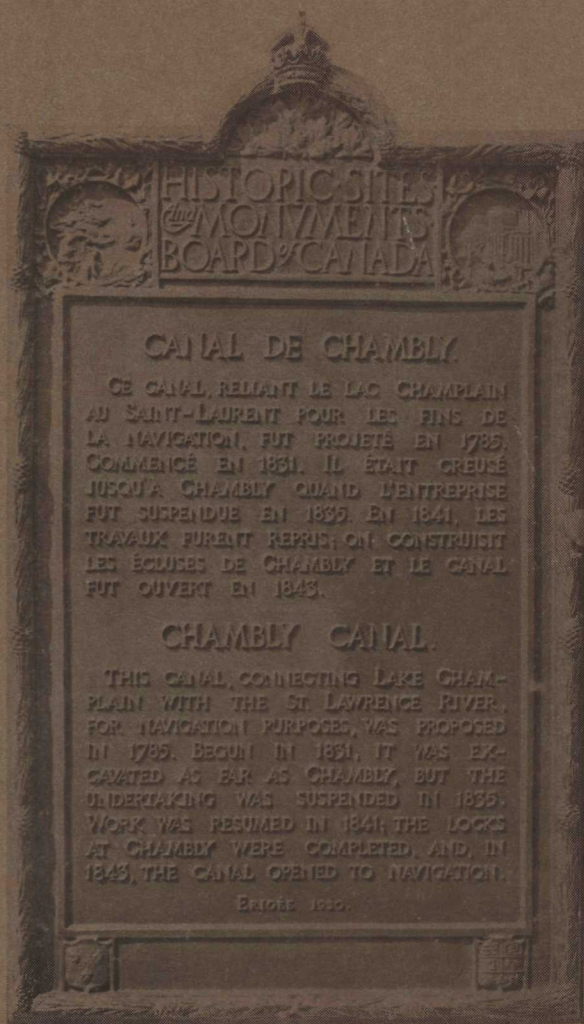 HISTORIC SITES
and MONVMENTS
BOARD of CANADA
CANAL DE CHAMBLY.
CE CANAL, RELIANT LE LAC CHAMPLAIN
AU SAINT-LAURENT POUR LES FINS DE
LA NAVIGATION, FUT PROJETÉ EN 1785.
COMMENCÉ EN 1831. IL ÉTAIT CREUSÉ
JUSQU'À CHAMBLY QUAND L'ENTREPRISE
FUT SUSPENDUE EN 1835. EN 1841, LES
TRAVAUX FURENT REPRIS; ON CONSTRUISIT
LES ÉCLUSES DE CHAMBLY ET LE CANAL
FUT OUVERT EN 1843.
CHAMBLY CANAL.
THIS CANAL, CONNECTING LAKE CHAM-
PLAIN WITH THE ST. LAWRENCE RIVER,
FOR NAVIGATION PURPOSES, WAS PROPOSED
IN 1785. BEGUN IN 1831, IT WAS EX-
CAVATED AS FAR AS CHAMBLY, BUT THE
UNDERTAKING WAS SUSPENDED IN 1835.
WORK WAS RESUMED IN 1841; THE LOCKS
AT CHAMBLY WERE COMPLETED, AND, IN
1843, THE CANAL OPENED TO NAVIGATION.
ERIGÉE